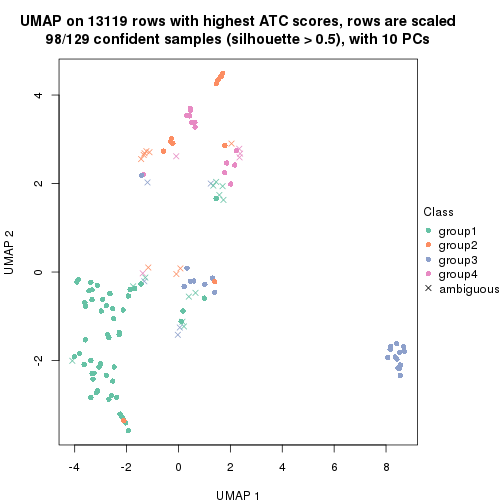 UMAP on 13119 rows with highest ATC scores, rows are scaled
98/129 confident samples (silhouette > 0.5), with 10 PCs
4
2
0
-2
UMAP 2
-4
-2
0
2
4
6
8
UMAP 1
Class
group1
group2
group3
group4
ambiguous